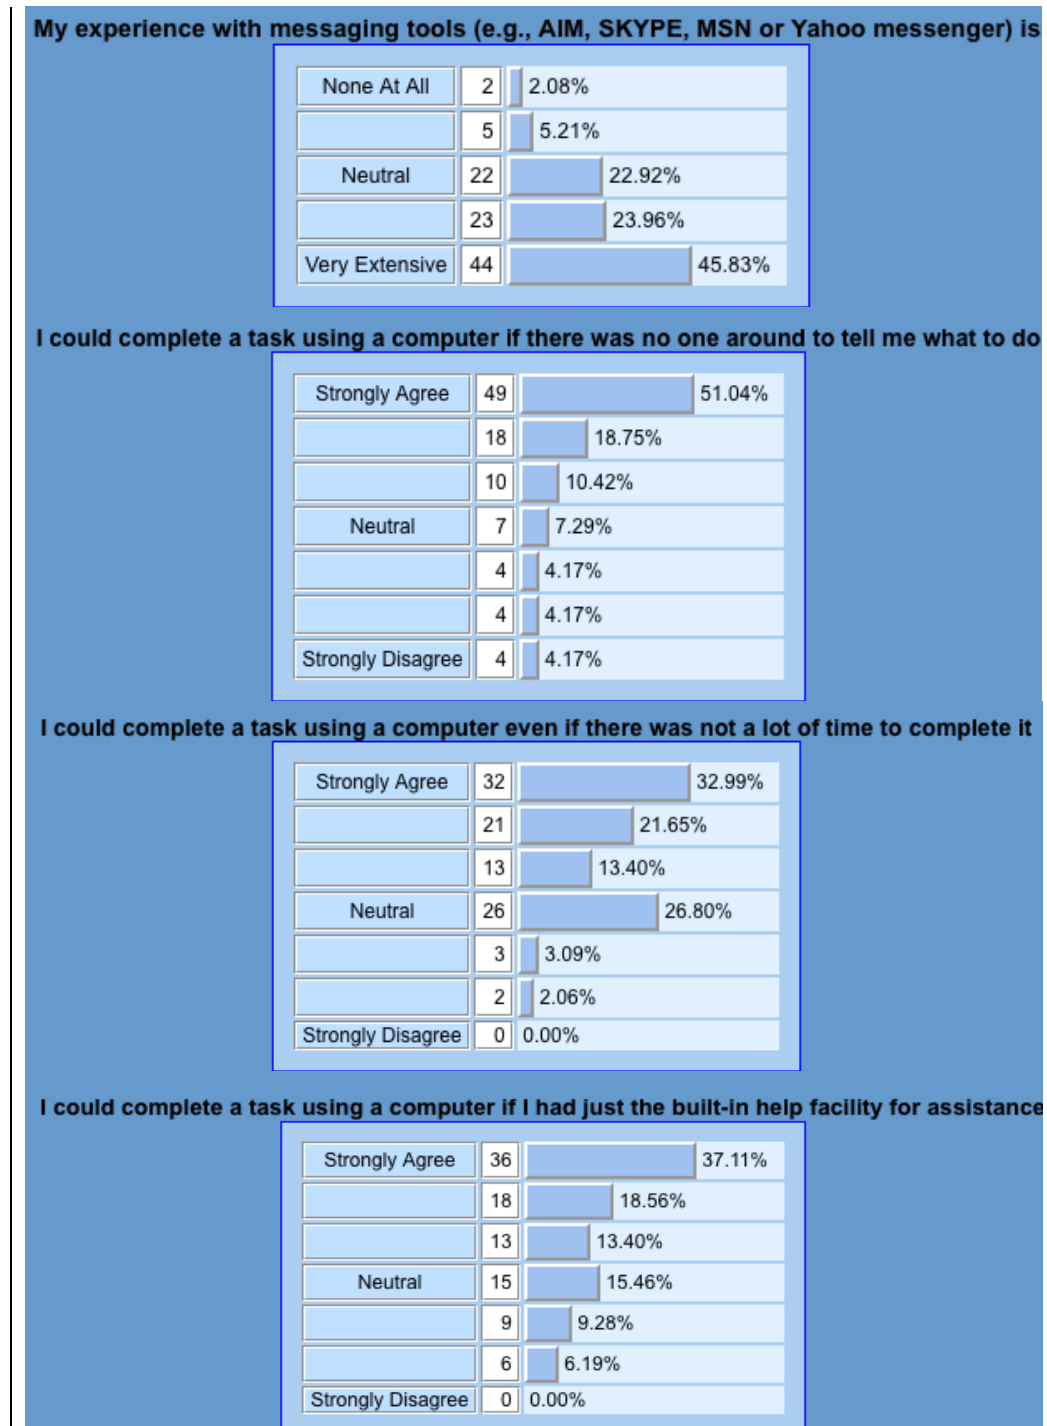 My experience with messaging tools (e.g., AIM, SKYPE, MSN or Yahoo messenger) is
None At All 2 2.08%
5 5.21%
Neutral 22 22.92%
23 23.96%
Very Extensive 44 45.83%
I could complete a task using a computer if there was no one around to tell me what to do
Strongly Agree 49 51.04%
18 18.75%
10 10.42%
Neutral 7 7.29%
4 4.17%
4 4.17%
Strongly Disagree 4 4.17%
I could complete a task using a computer even if there was not a lot of time to complete it
Strongly Agree 32 32.99%
21 21.65%
13 13.40%
Neutral 26 26.80%
3 3.09%
2 2.06%
Strongly Disagree 0 0.00%
I could complete a task using a computer if I had just the built-in help facility for assistance
Strongly Agree 36 37.11%
18 18.56%
13 13.40%
Neutral 15 15.46%
9 9.28%
6 6.19%
Strongly Disagree 0 0.00%